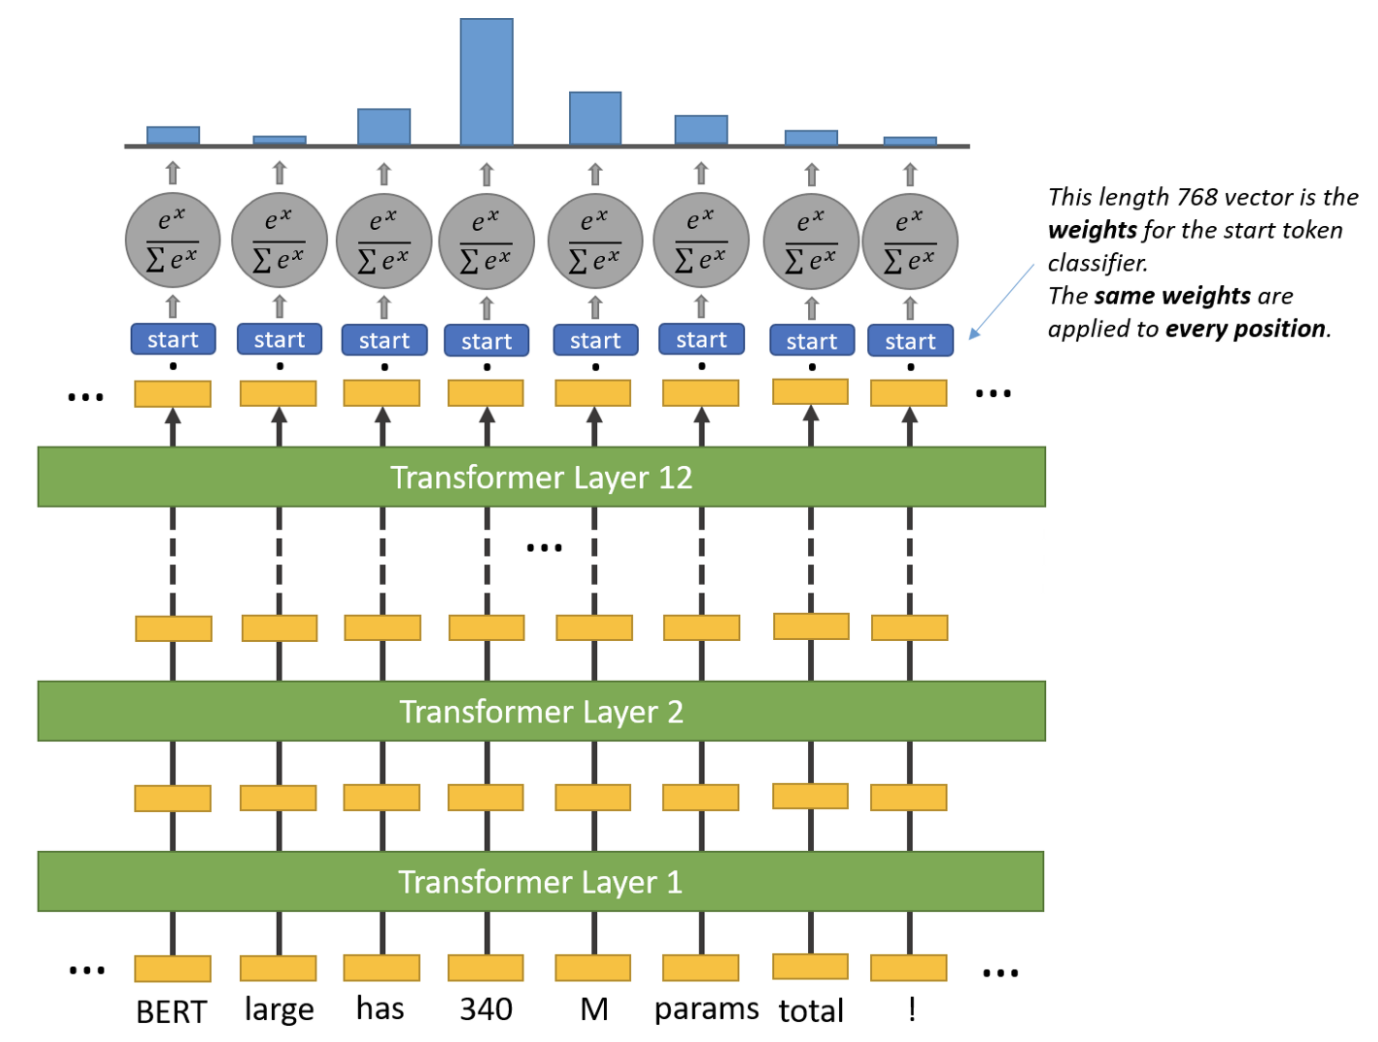 e^x / ∑ e^x e^x / ∑ e^x e^x / ∑ e^x e^x / ∑ e^x e^x / ∑ e^x e^x / ∑ e^x e^x / ∑ e^x e^x / ∑ e^x
This length 768 vector is the
weights for the start token
classifier.
The same weights are
applied to every position.
start start start start start start start start
... ...
Transformer Layer 12
...
Transformer Layer 2
Transformer Layer 1
... ...
BERT large has 340 M params total !